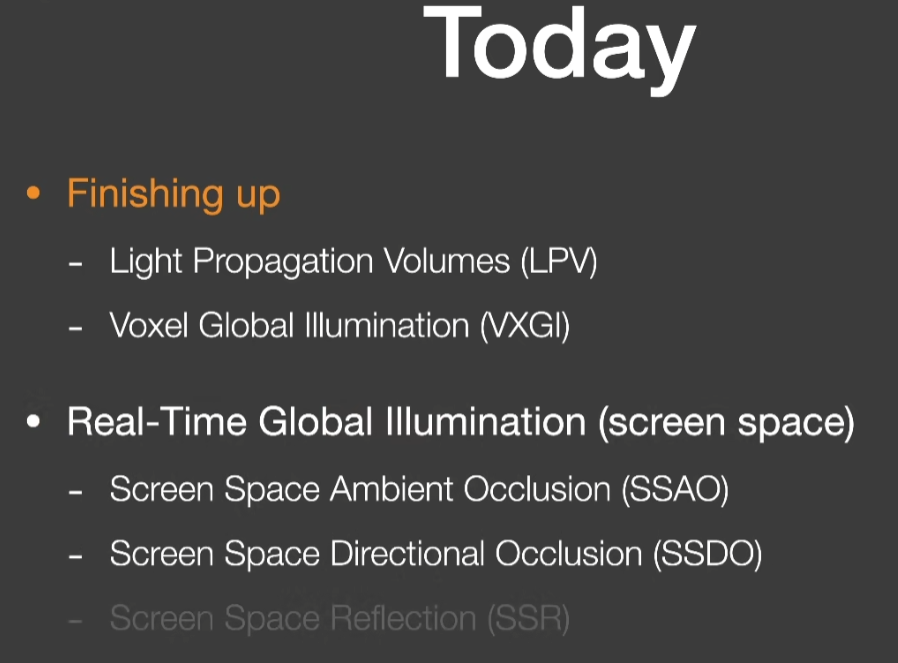 Today
• Finishing up
- Light Propagation Volumes (LPV)
- Voxel Global Illumination (VXGI)
• Real-Time Global Illumination (screen space)
- Screen Space Ambient Occlusion (SSAO)
- Screen Space Directional Occlusion (SSDO)
- Screen Space Reflection (SSR)